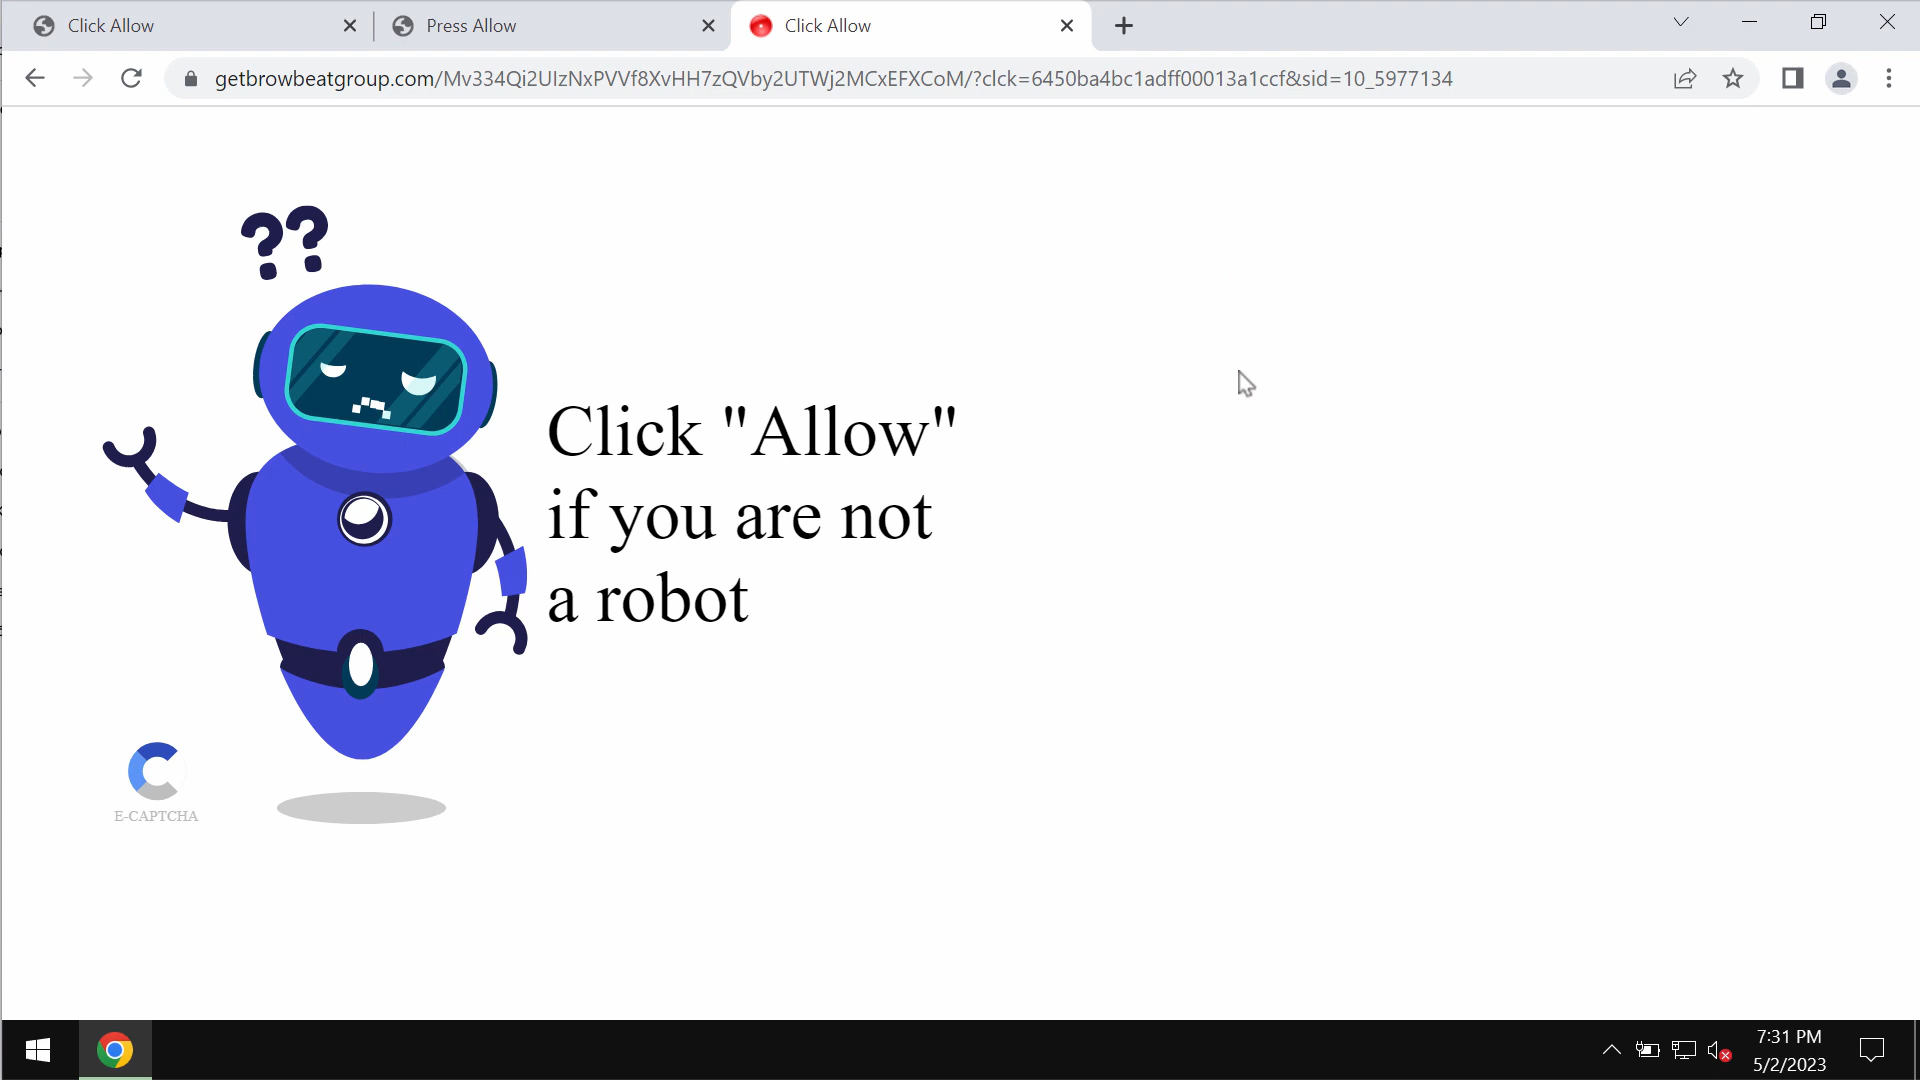 Click Allow
Press Allow
Click Allow
getbrowbeatgroup.com/Mv334Qi2UIzNxPVVf8XvHH7zQVby2UTWj2MCxEFXCoM/?clck=6450ba4bc1adff00013a1ccf&sid=10_5977134
??
Click "Allow"
if you are not
a robot
E-CAPTCHA
7:31 PM
5/2/2023